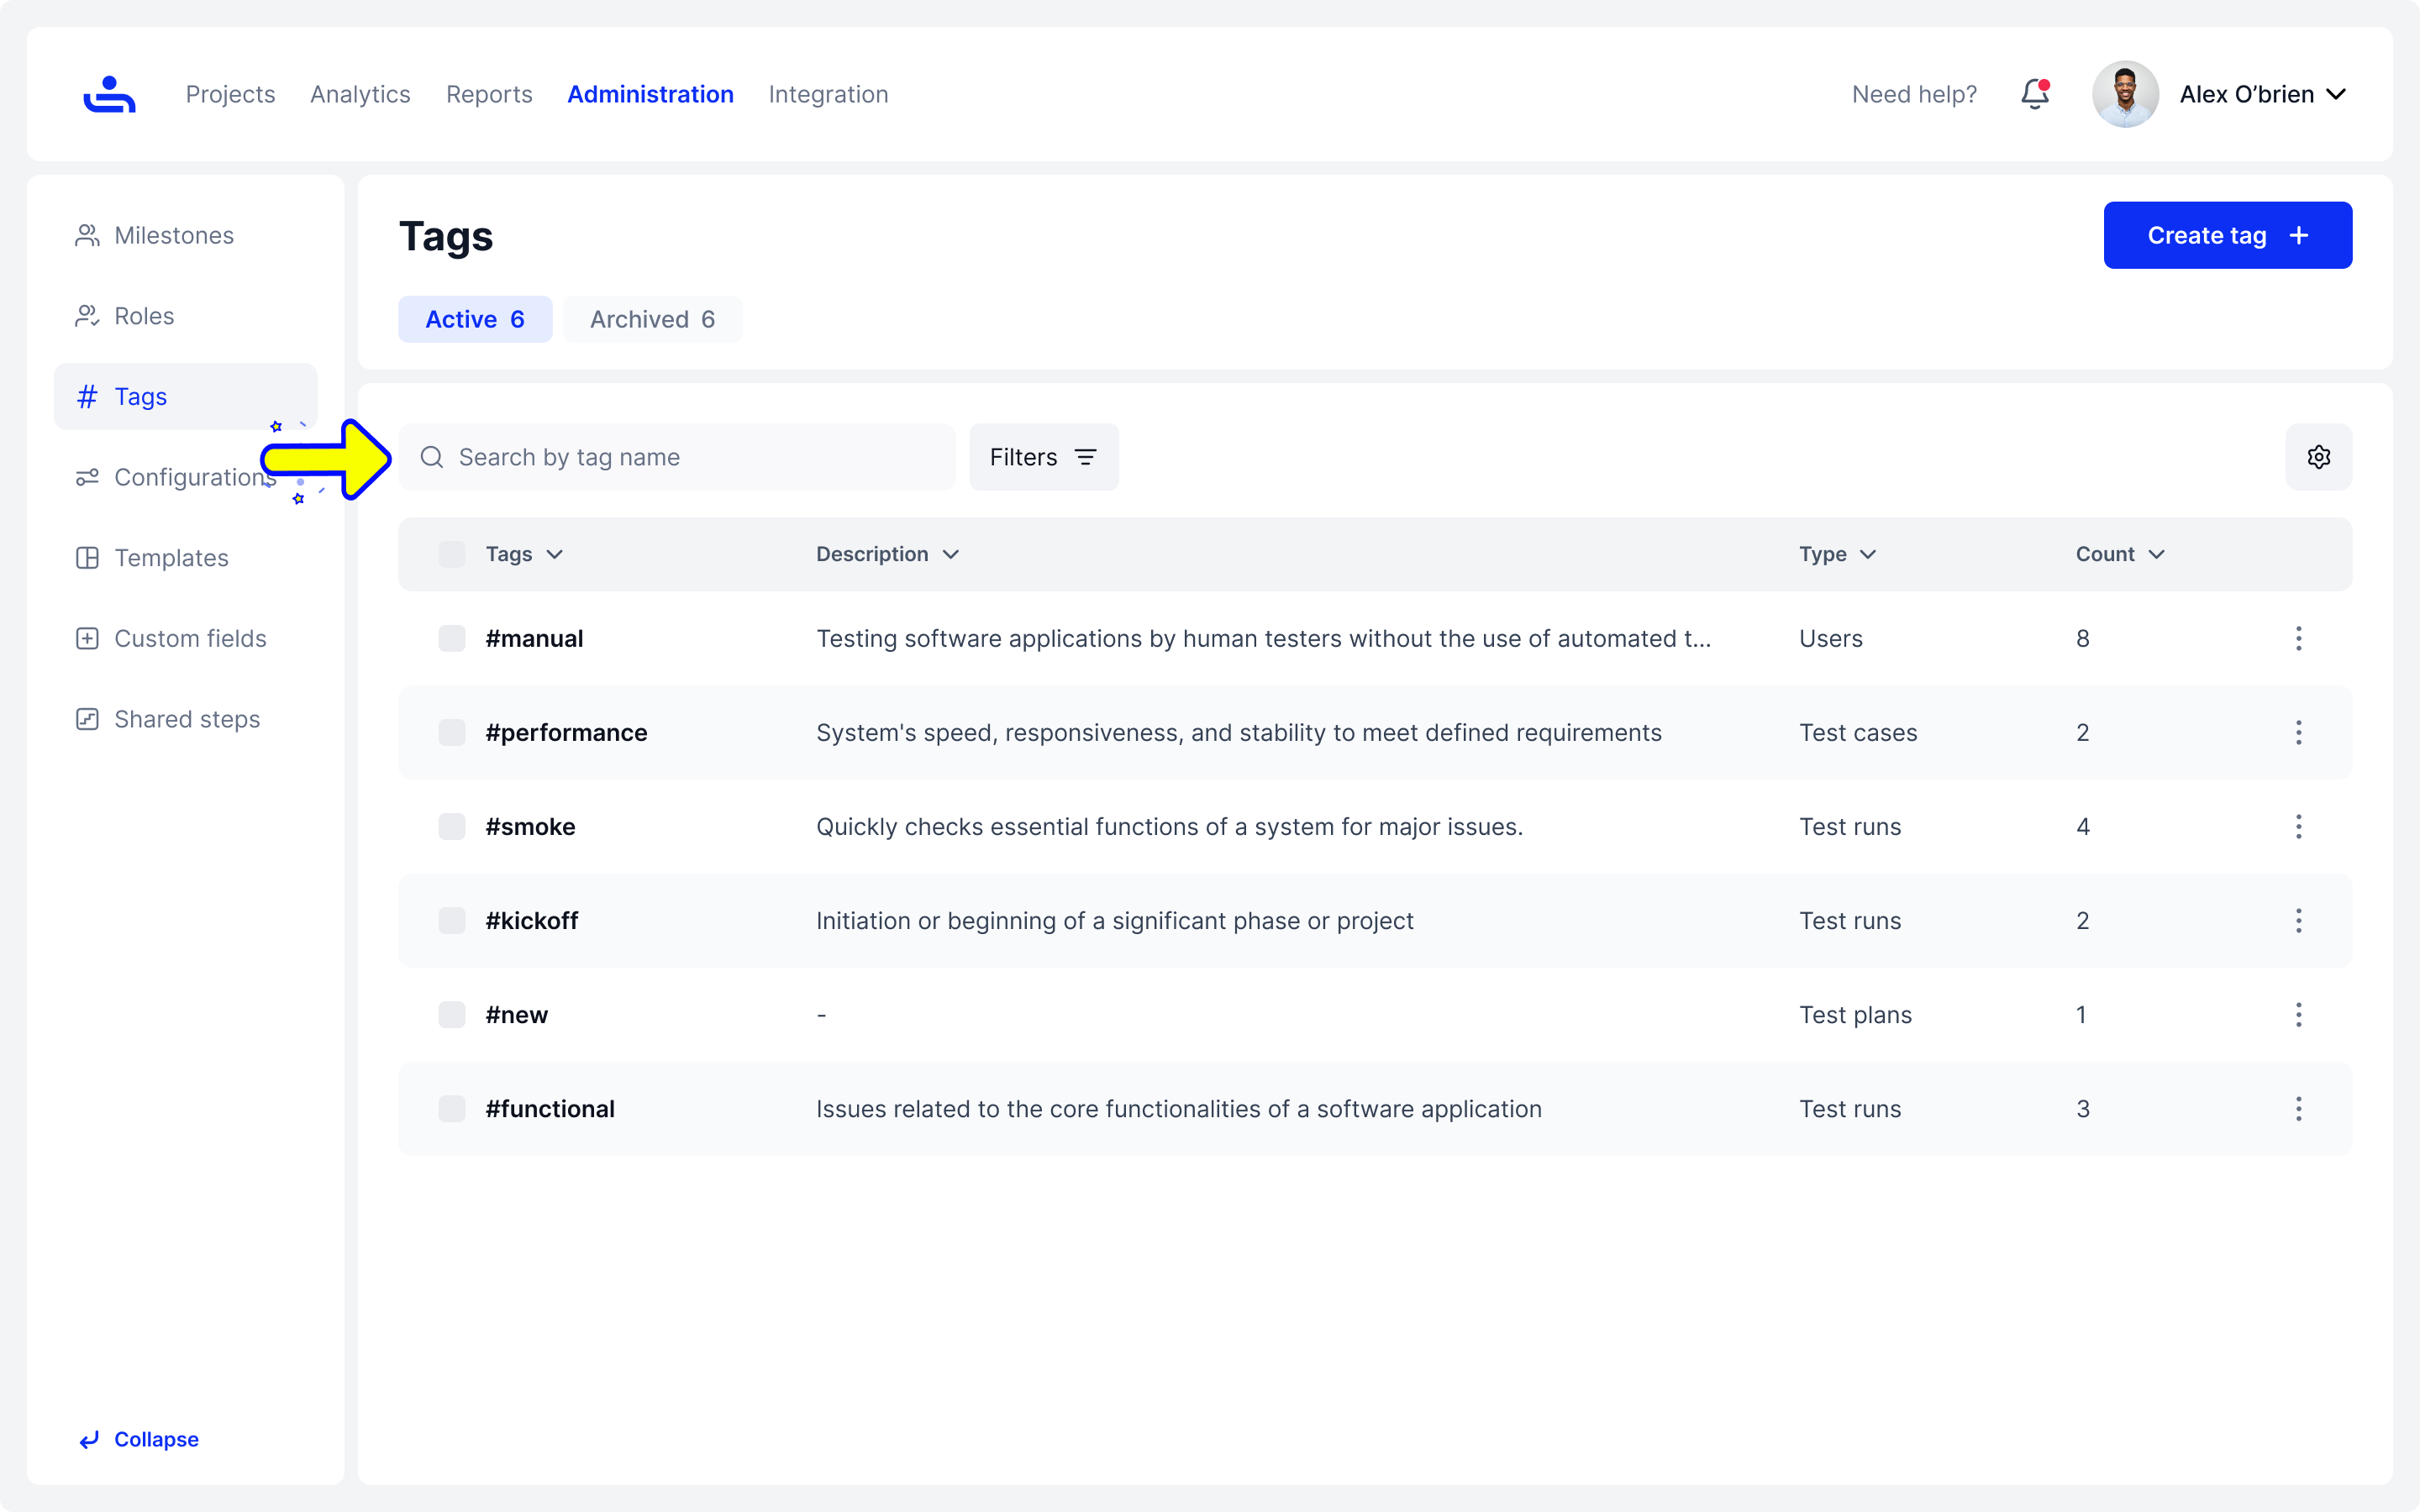 Projects Analytics Reports Administration Integration Need help? Alex O’brien
Milestones
Roles
Tags
Configurations
Templates
Custom fields
Shared steps
Collapse
Tags
Create tag
Active 6 Archived 6
Search by tag name Filters
Tags Description Type Count
#manual Testing software applications by human testers without the use of automated t... Users 8
#performance System's speed, responsiveness, and stability to meet defined requirements Test cases 2
#smoke Quickly checks essential functions of a system for major issues. Test runs 4
#kickoff Initiation or beginning of a significant phase or project Test runs 2
#new - Test plans 1
#functional Issues related to the core functionalities of a software application Test runs 3